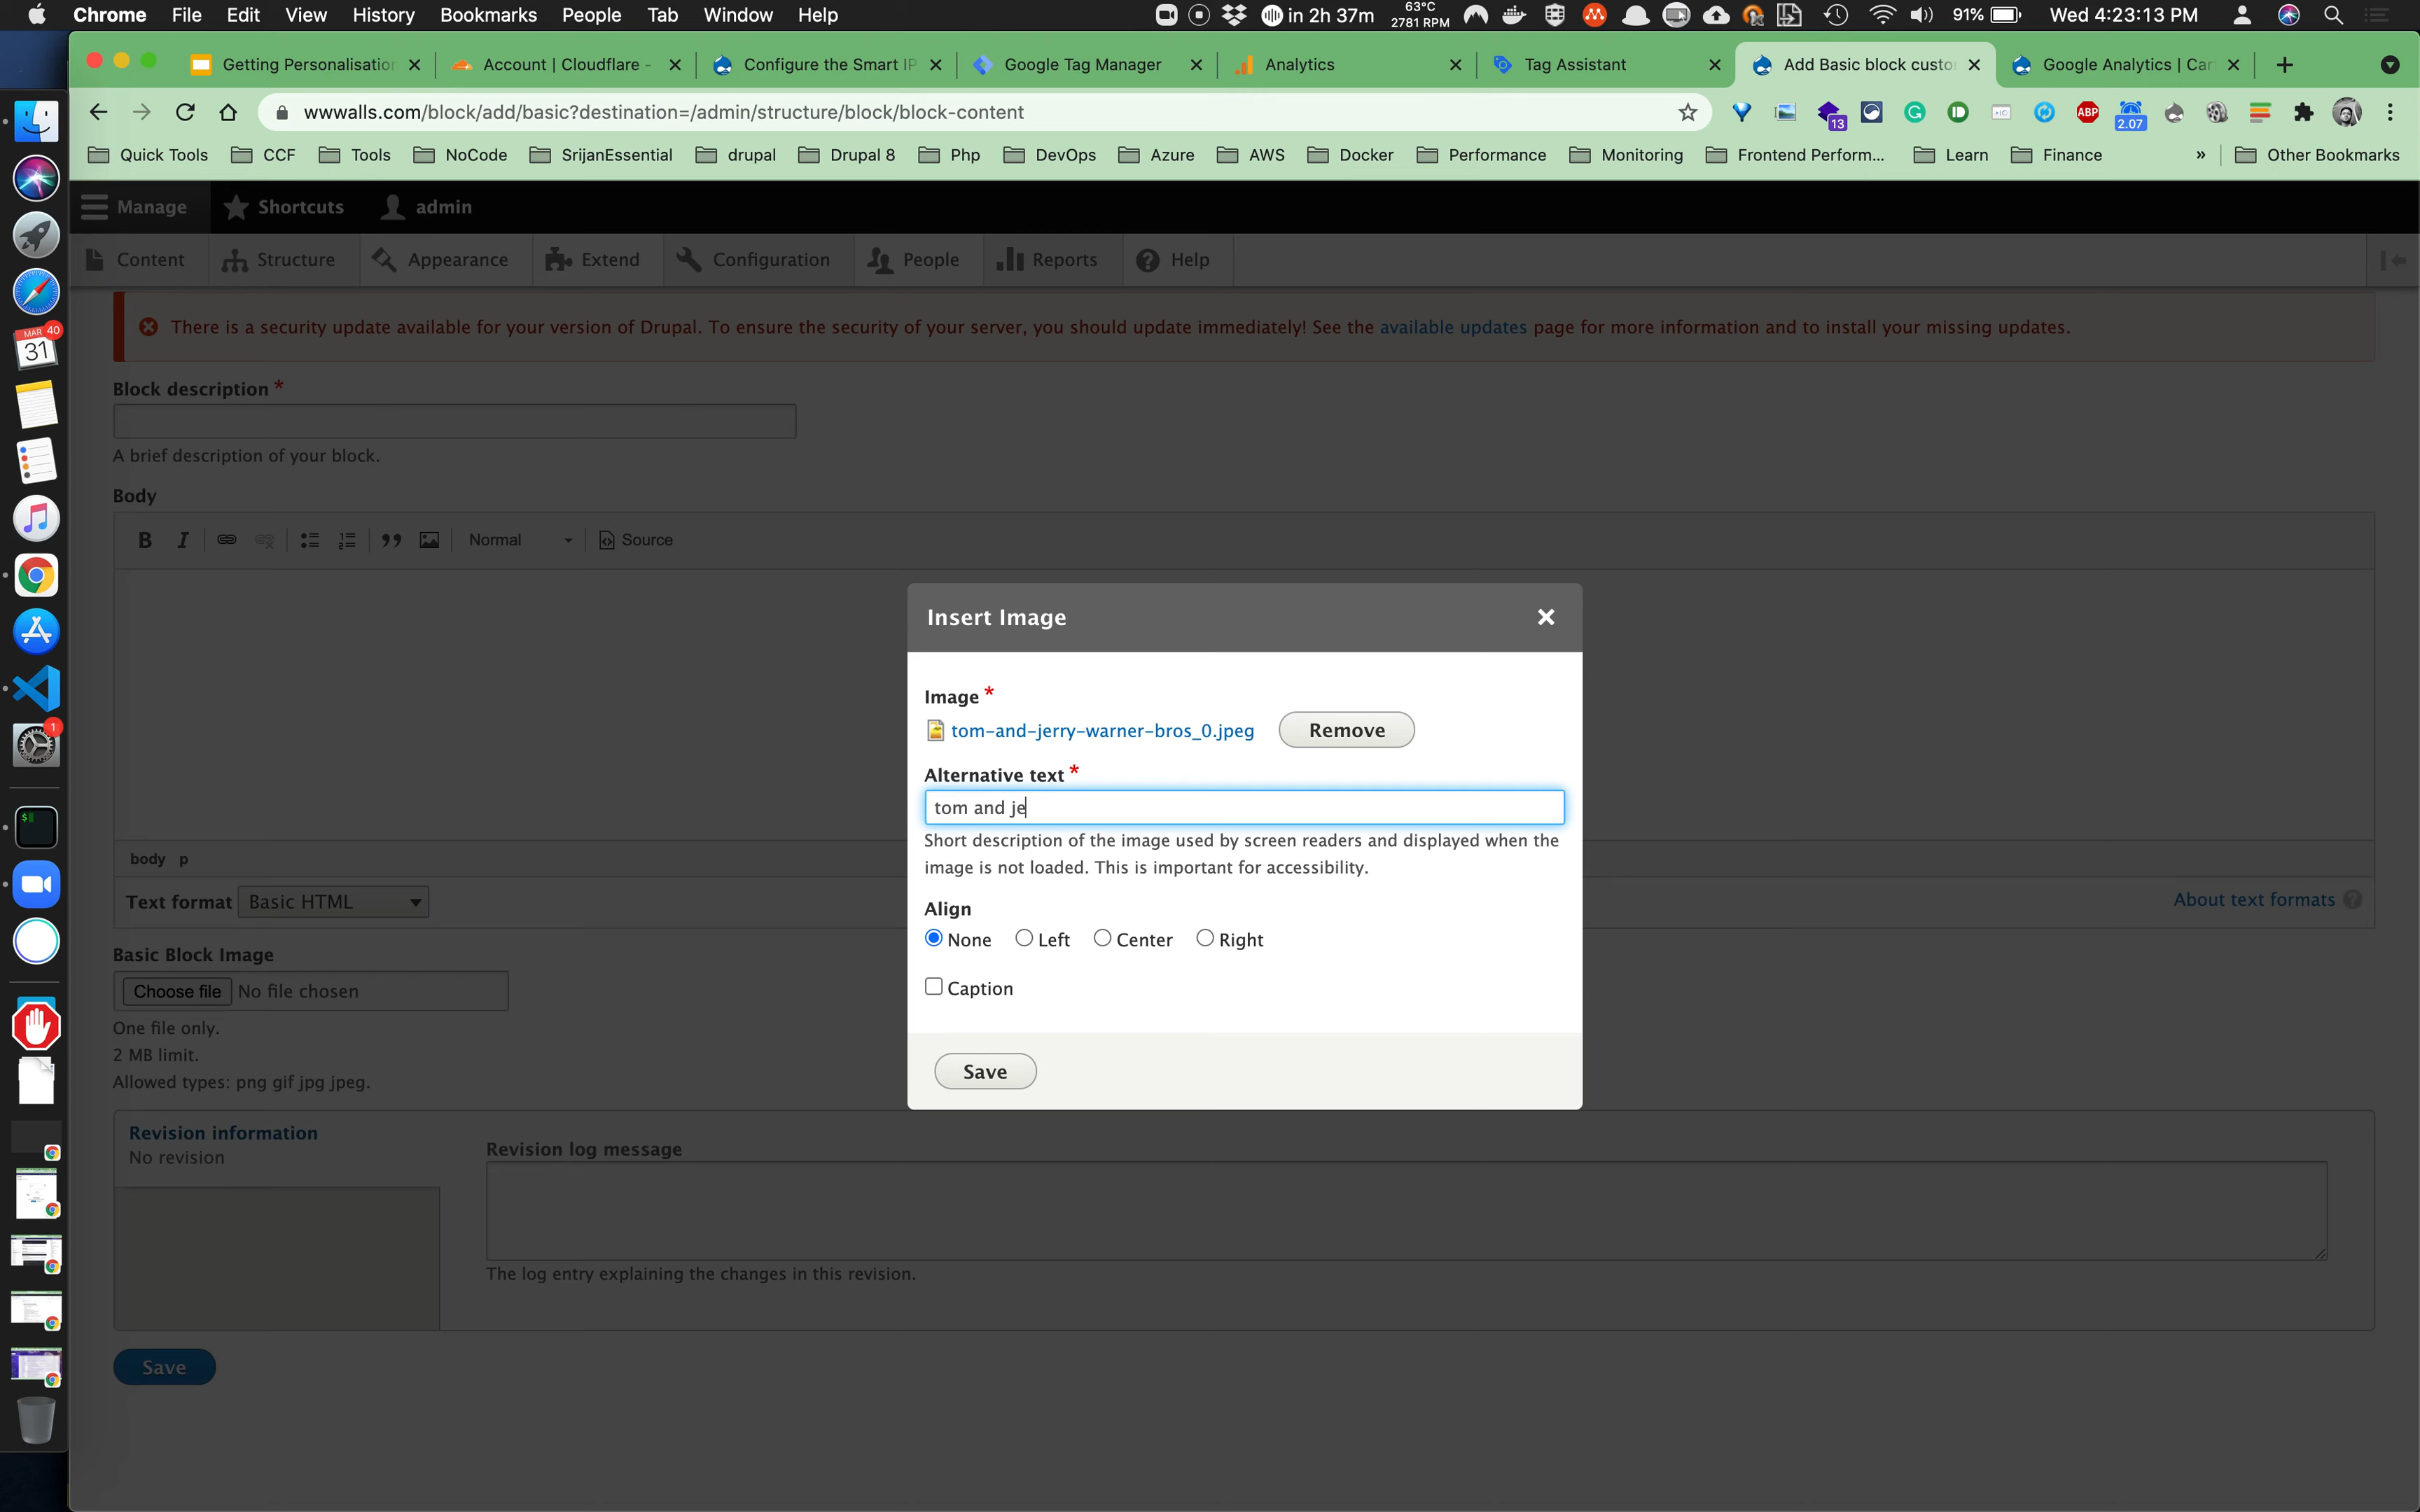 Chrome File Edit View History Bookmarks People Tab Window Help in 2h 37m 63°C 2781 RPM 91% Wed 4:23:13 PM
Getting Personalisation Account | Cloudflare - Configure the Smart IP Google Tag Manager Analytics Tag Assistant Add Basic block custo Google Analytics | Car
wwwalls.com/block/add/basic?destination=/admin/structure/block/block-content 13 ABP 2.07
Quick Tools CCF Tools NoCode SrijanEssential drupal Drupal 8 Php DevOps Azure AWS Docker Performance Monitoring Frontend Perform... Learn Finance » Other Bookmarks
Manage Shortcuts admin
Content Structure Appearance Extend Configuration People Reports Help
There is a security update available for your version of Drupal. To ensure the security of your server, you should update immediately! See the available updates page for more information and to install your missing updates.
MAR 40
31
Block description *
A brief description of your block.
Body
B I Normal Source
Insert Image
Image *
tom-and-jerry-warner-bros_0.jpeg Remove
1
Alternative text *
tom and je
Short description of the image used by screen readers and displayed when the
image is not loaded. This is important for accessibility.
body p
Text format Basic HTML
About text formats ?
Align
None Left Center Right
Caption
Save
Basic Block Image
Choose file No file chosen
One file only.
2 MB limit.
Allowed types: png gif jpg jpeg.
Revision information
No revision
Revision log message
The log entry explaining the changes in this revision.
Save